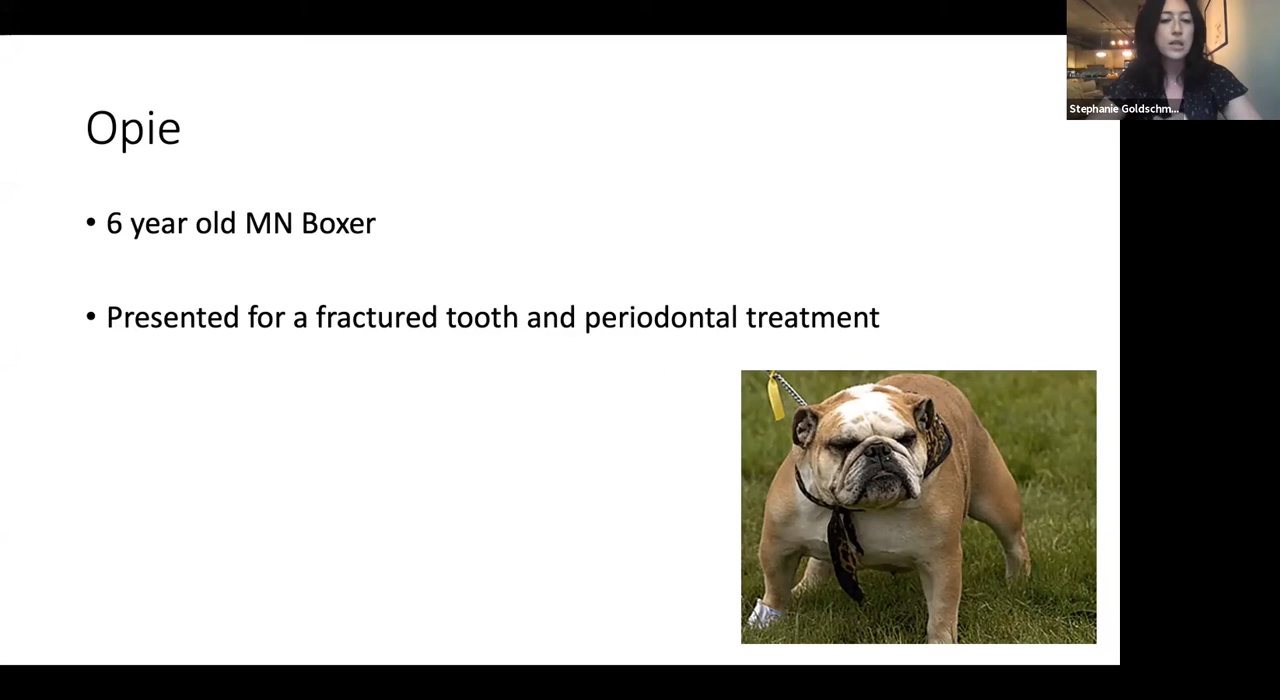 Stephanie Goldschm...
Opie
• 6 year old MN Boxer
• Presented for a fractured tooth and periodontal treatment